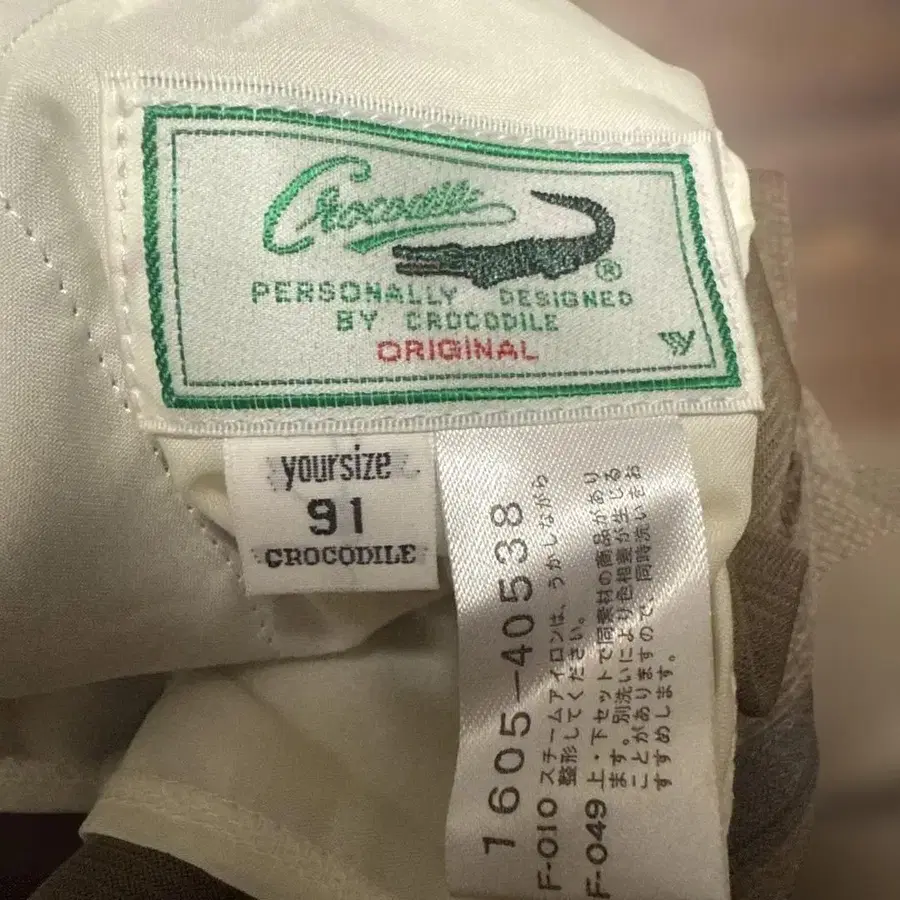 Crocodile
®
PERSONALLY DESIGNED
BY CROCODILE
ORIGINAL
yoursize
91
CROCODILE
1605-40538
F-010 スチームアイロンは、うかしながら
整形してください。
F-049 上・下セットで同素材の商品があり
ます。別洗いにより色相差が生じる
ことがありますので、同時洗いをお
すすめします。